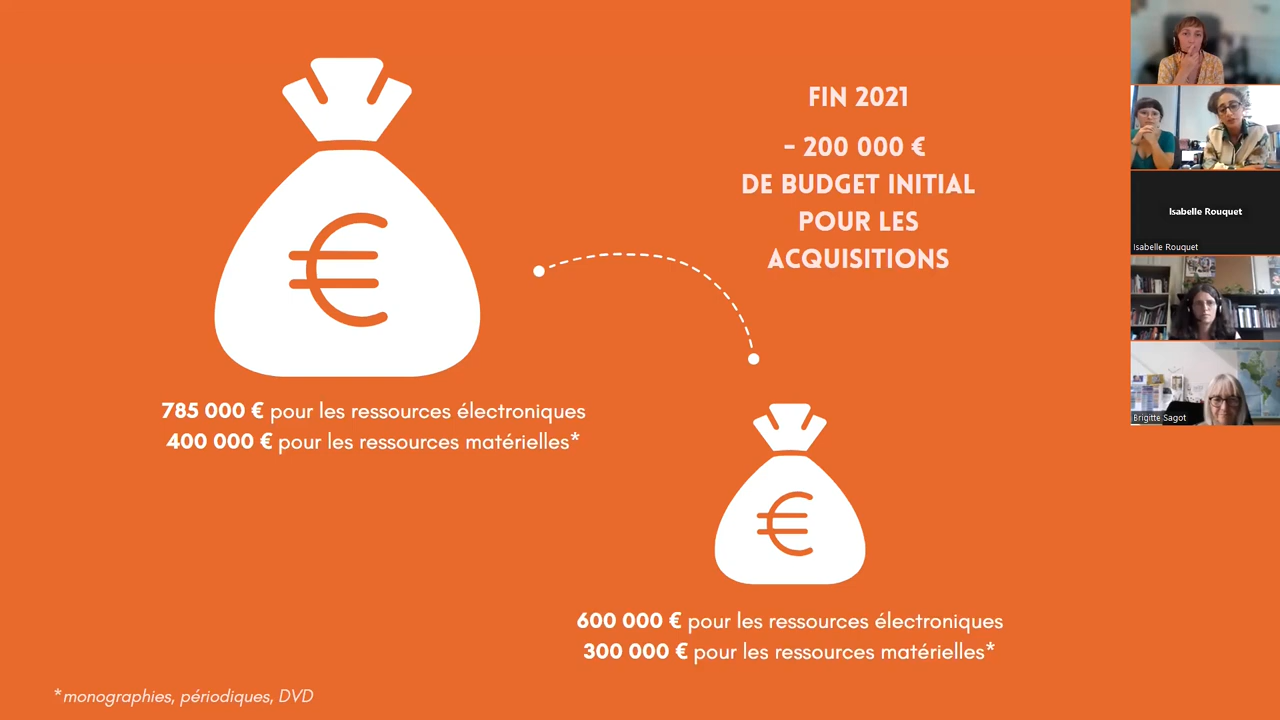 FIN 2021
- 200 000 €
DE BUDGET INITIAL
POUR LES
ACQUISITIONS
785 000 € pour les ressources électroniques
400 000 € pour les ressources matérielles*
600 000 € pour les ressources électroniques
300 000 € pour les ressources matérielles*
*monographies, périodiques, DVD
Isabelle Rouquet
Isabelle Rouquet
Brigitte Sagot